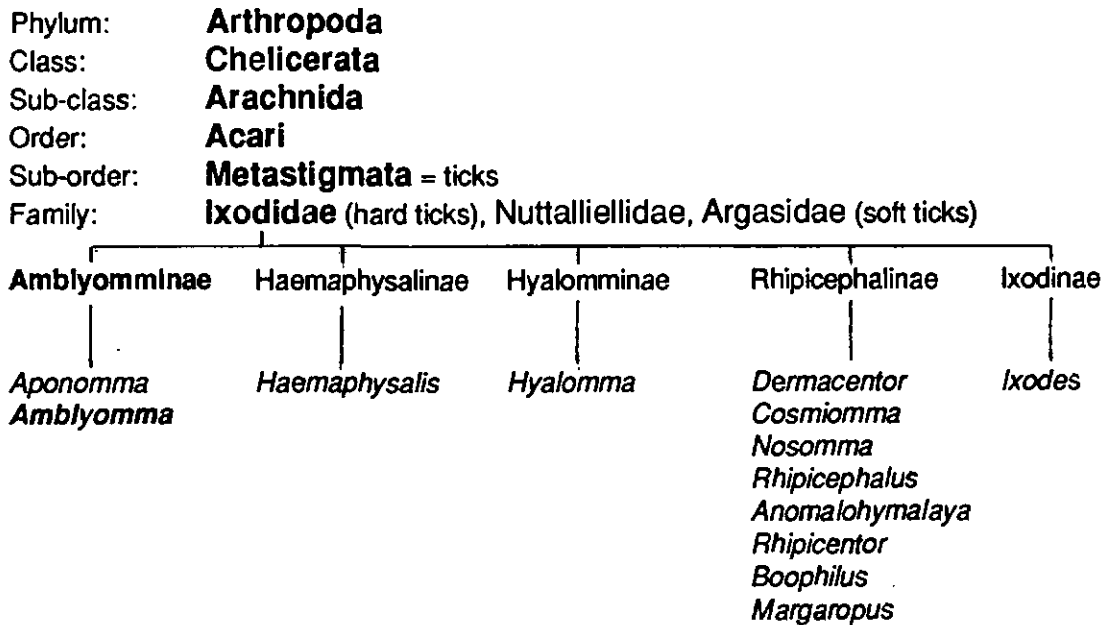 Phylum: Arthropoda
Class: Chelicerata
Sub-class: Arachnida
Order: Acari
Sub-order: Metastigmata = ticks
Family: Ixodidae (hard ticks), Nuttalliellidae, Argasidae (soft ticks)
Amblyomminae Haemaphysalinae Hyalomminae Rhipicephalinae Ixodinae
Aponomma Haemaphysalis Hyalomma Dermacentor Ixodes
Amblyomma Cosmiomma
Nosomma
Rhipicephalus
Anomalohymalaya
Rhipicentor
Boophilus
Margaropus